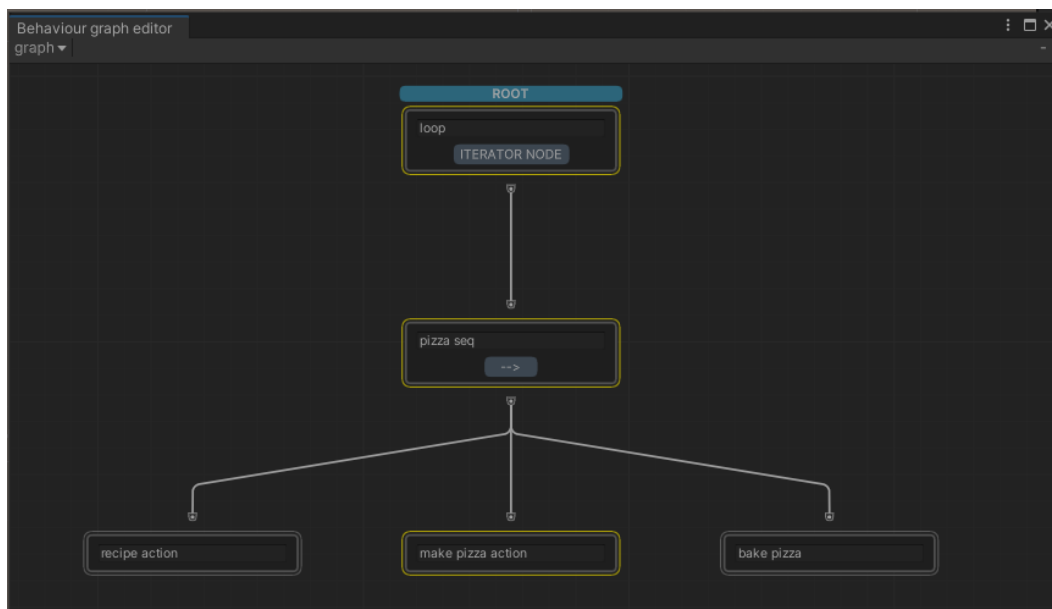 Behaviour graph editor
graph
ROOT
loop
ITERATOR NODE
pizza seq
-->
recipe action
make pizza action
bake pizza